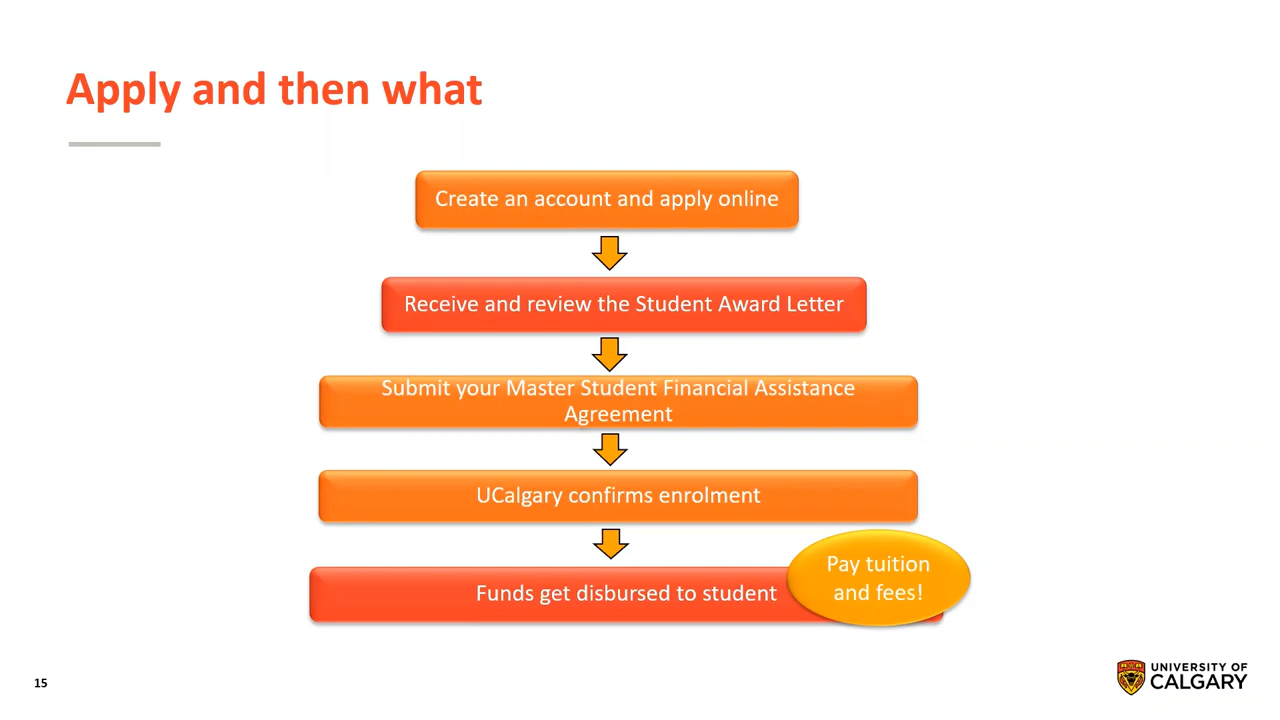 Apply and then what
Create an account and apply online
Receive and review the Student Award Letter
Submit your Master Student Financial Assistance
Agreement
UCalgary confirms enrolment
Funds get disbursed to student
Pay tuition
and fees!
15
UNIVERSITY OF
CALGARY